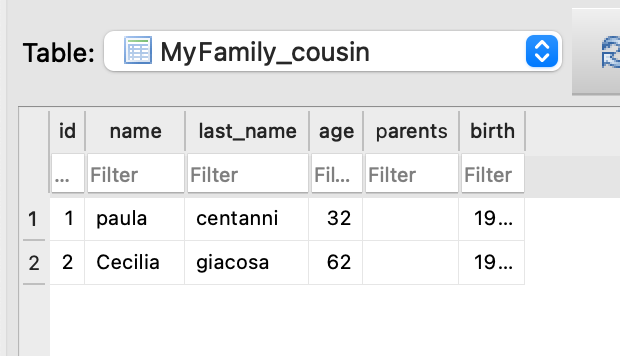 Table: MyFamily_cousin
id name last_name age parents birth
... Filter Filter Fil... Filter Filter
1 1 paula centanni 32 19...
2 2 Cecilia giacosa 62 19...